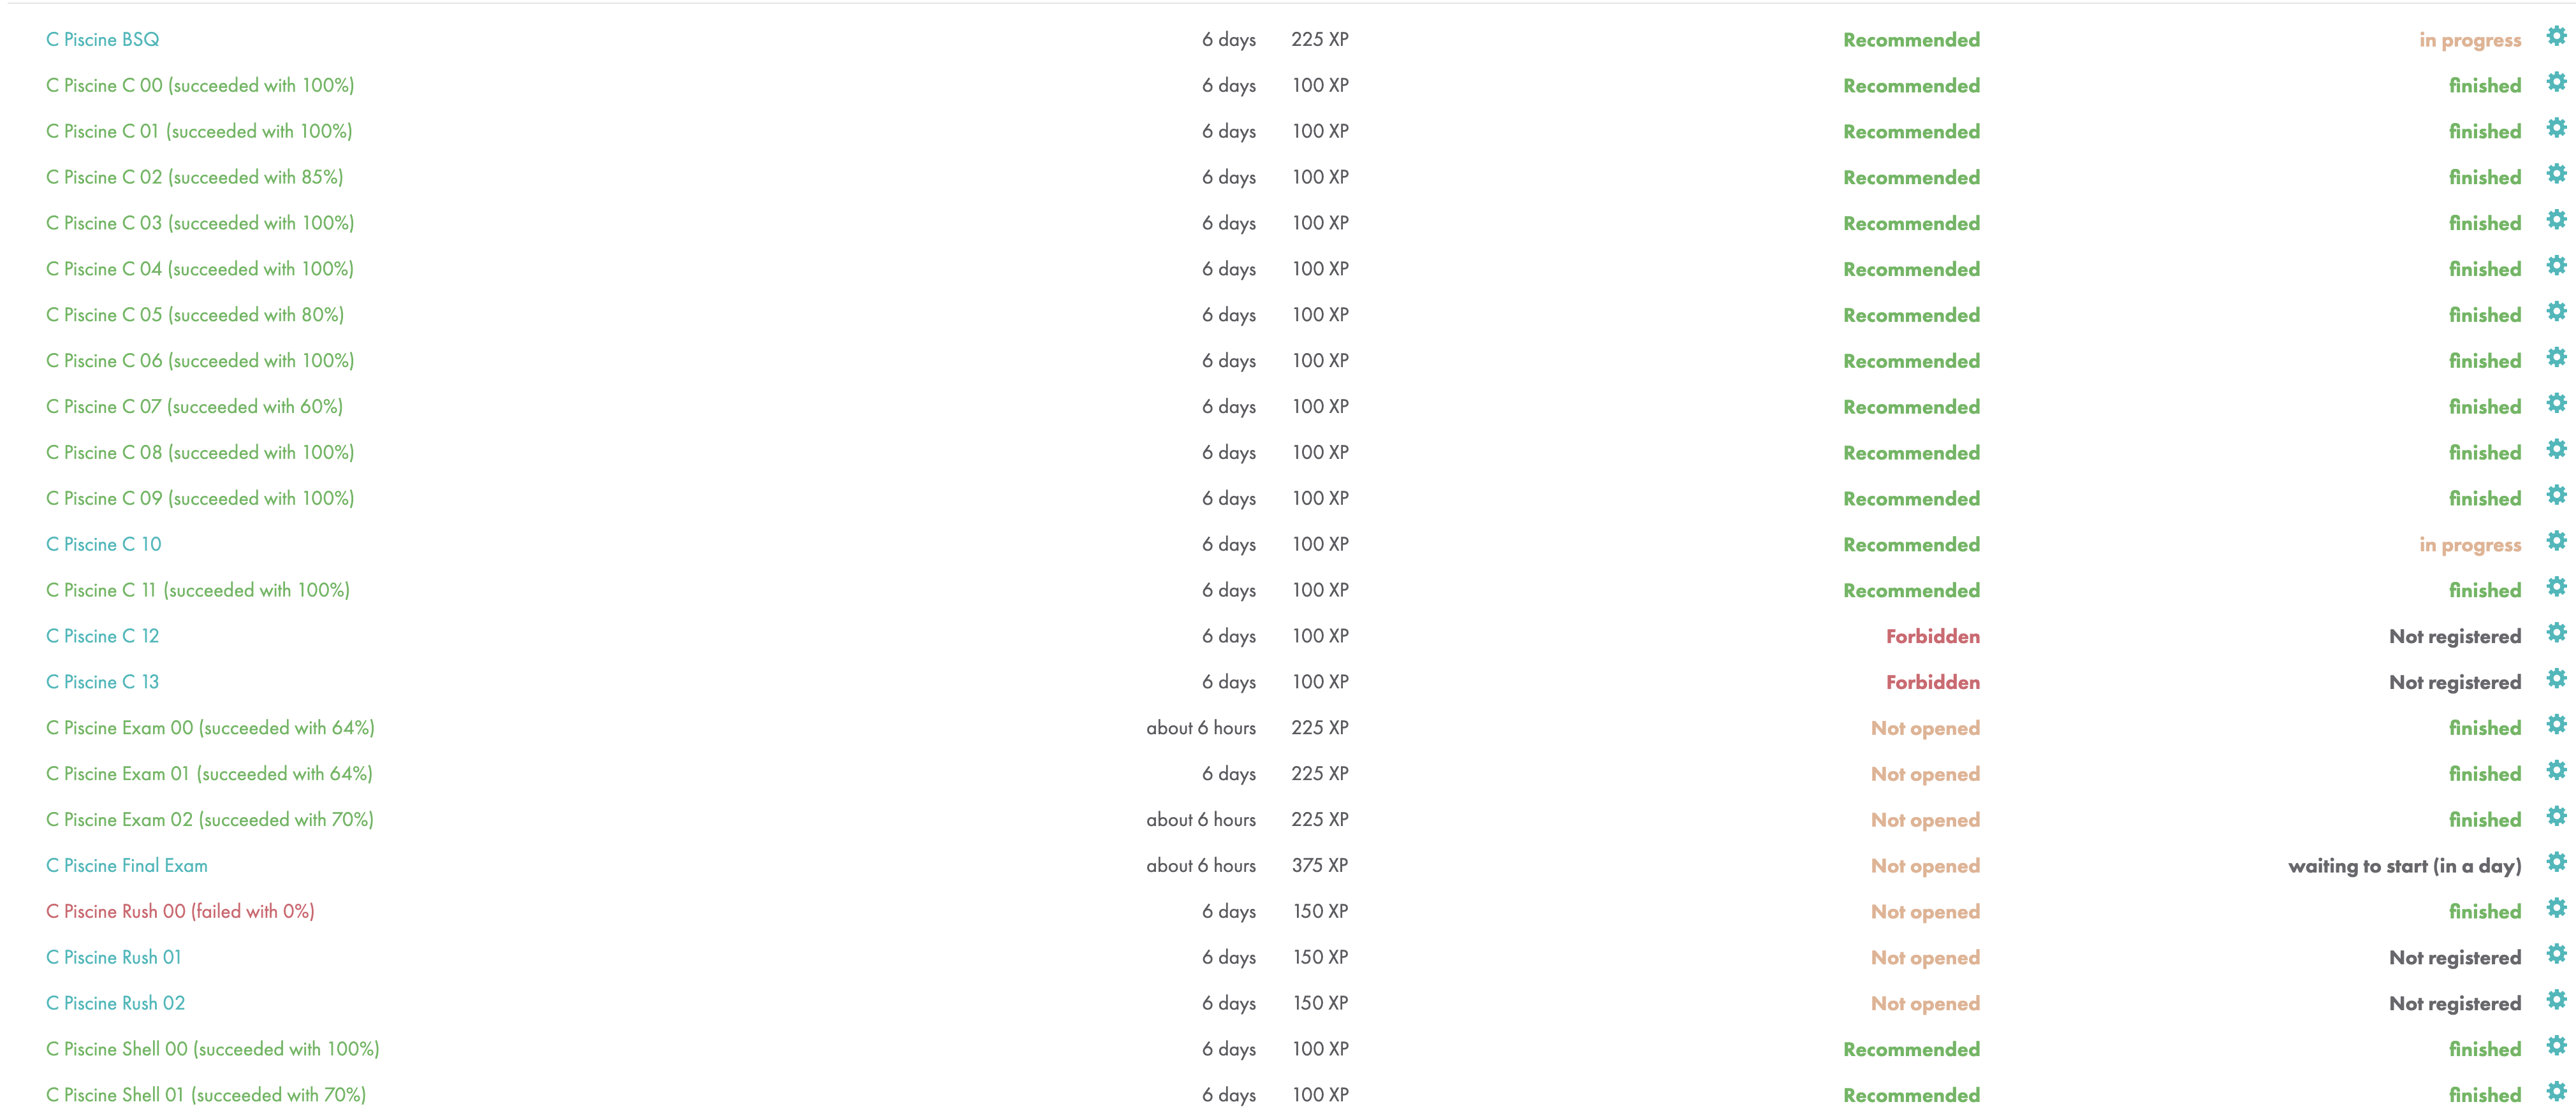 C Piscine BSQ 6 days 225 XP Recommended in progress
C Piscine C 00 (succeeded with 100%) 6 days 100 XP Recommended finished
C Piscine C 01 (succeeded with 100%) 6 days 100 XP Recommended finished
C Piscine C 02 (succeeded with 85%) 6 days 100 XP Recommended finished
C Piscine C 03 (succeeded with 100%) 6 days 100 XP Recommended finished
C Piscine C 04 (succeeded with 100%) 6 days 100 XP Recommended finished
C Piscine C 05 (succeeded with 80%) 6 days 100 XP Recommended finished
C Piscine C 06 (succeeded with 100%) 6 days 100 XP Recommended finished
C Piscine C 07 (succeeded with 60%) 6 days 100 XP Recommended finished
C Piscine C 08 (succeeded with 100%) 6 days 100 XP Recommended finished
C Piscine C 09 (succeeded with 100%) 6 days 100 XP Recommended finished
C Piscine C 10 6 days 100 XP Recommended in progress
C Piscine C 11 (succeeded with 100%) 6 days 100 XP Recommended finished
C Piscine C 12 6 days 100 XP Forbidden Not registered
C Piscine C 13 6 days 100 XP Forbidden Not registered
C Piscine Exam 00 (succeeded with 64%) about 6 hours 225 XP Not opened finished
C Piscine Exam 01 (succeeded with 64%) 6 days 225 XP Not opened finished
C Piscine Exam 02 (succeeded with 70%) about 6 hours 225 XP Not opened finished
C Piscine Final Exam about 6 hours 375 XP Not opened waiting to start (in a day)
C Piscine Rush 00 (failed with 0%) 6 days 150 XP Not opened finished
C Piscine Rush 01 6 days 150 XP Not opened Not registered
C Piscine Rush 02 6 days 150 XP Not opened Not registered
C Piscine Shell 00 (succeeded with 100%) 6 days 100 XP Recommended finished
C Piscine Shell 01 (succeeded with 70%) 6 days 100 XP Recommended finished